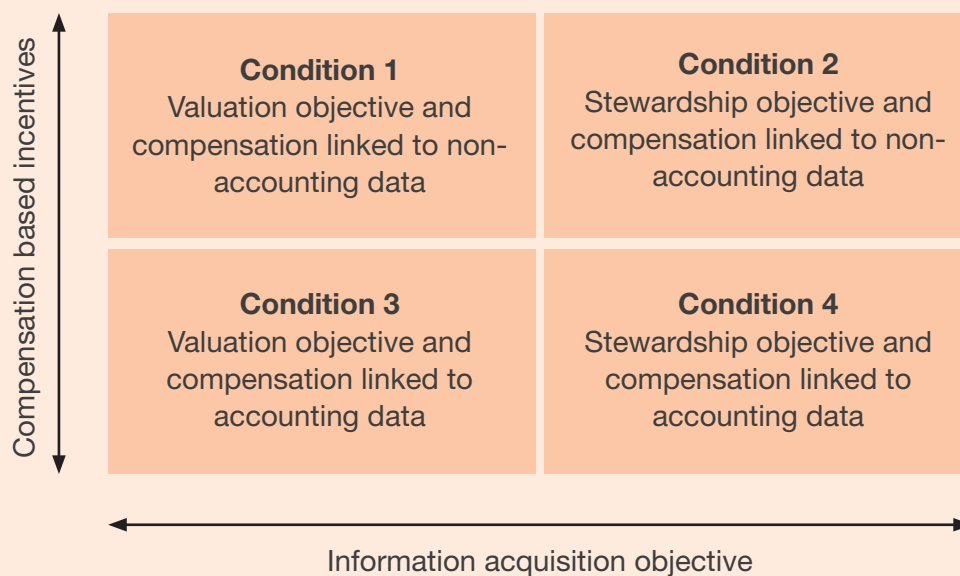 Compensation based incentives
Condition 1
Valuation objective and
compensation linked to non-
accounting data
Condition 2
Stewardship objective and
compensation linked to non-
accounting data
Condition 3
Valuation objective and
compensation linked to
accounting data
Condition 4
Stewardship objective and
compensation linked to
accounting data
Information acquisition objective